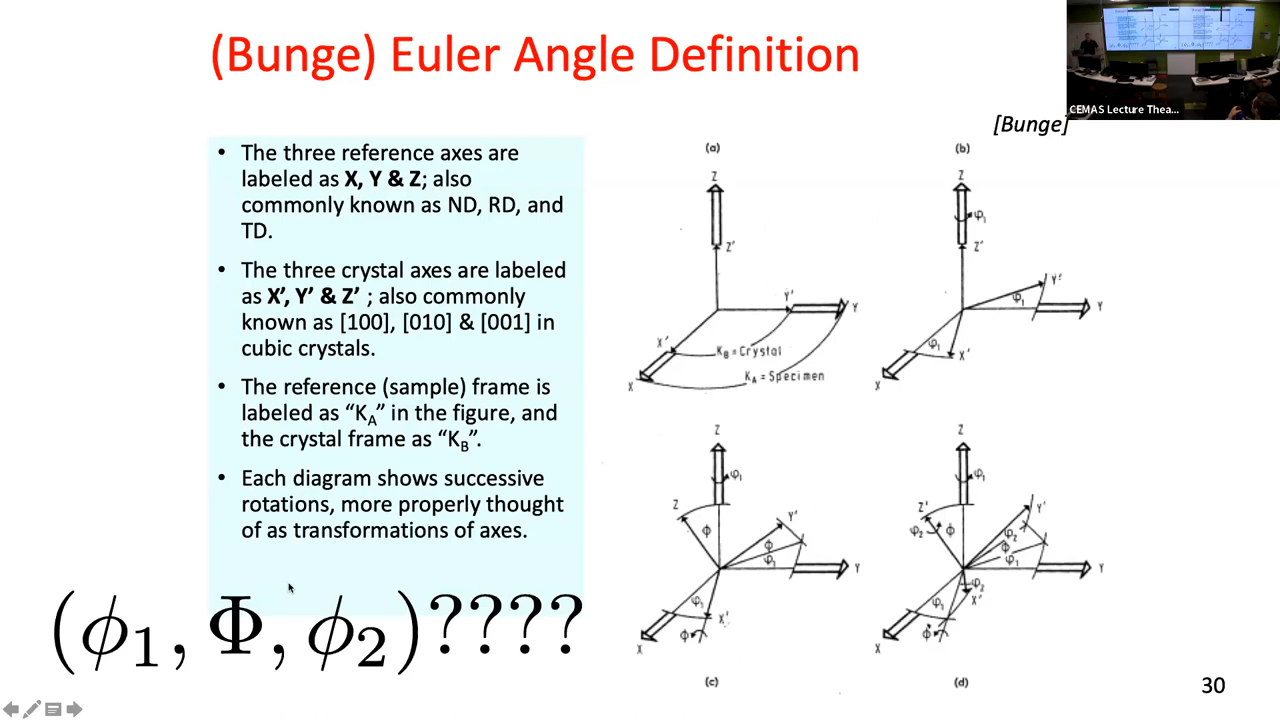 (Bunge) Euler Angle Definition
CEMAS Lecture Thea...
[Bunge]
• The three reference axes are
labeled as X, Y & Z; also
commonly known as ND, RD, and
TD.
• The three crystal axes are labeled
as X’, Y’ & Z’ ; also commonly
known as [100], [010] & [001] in
cubic crystals.
• The reference (sample) frame is
labeled as “K_A” in the figure, and
the crystal frame as “K_B”.
• Each diagram shows successive
rotations, more properly thought
of as transformations of axes.
(ϕ₁, Φ, ϕ₂)????
(a)
Z
Z'
Y'
Y
X'
X
K_B = Crystal
K_A = Specimen
(b)
Z
φ₁
Z'
Y'
φ₁
Y
φ₁
X'
X
Z
φ₁
Z
Φ
Y'
Φ
φ₁
Y
φ₁
X'
Φ
X
(c)
Z
φ₁
Z'
φ₂
Φ
Y'
φ₂
Φ
φ₁
Y
φ₂
X'
φ₁
Φ
X
(d)
30